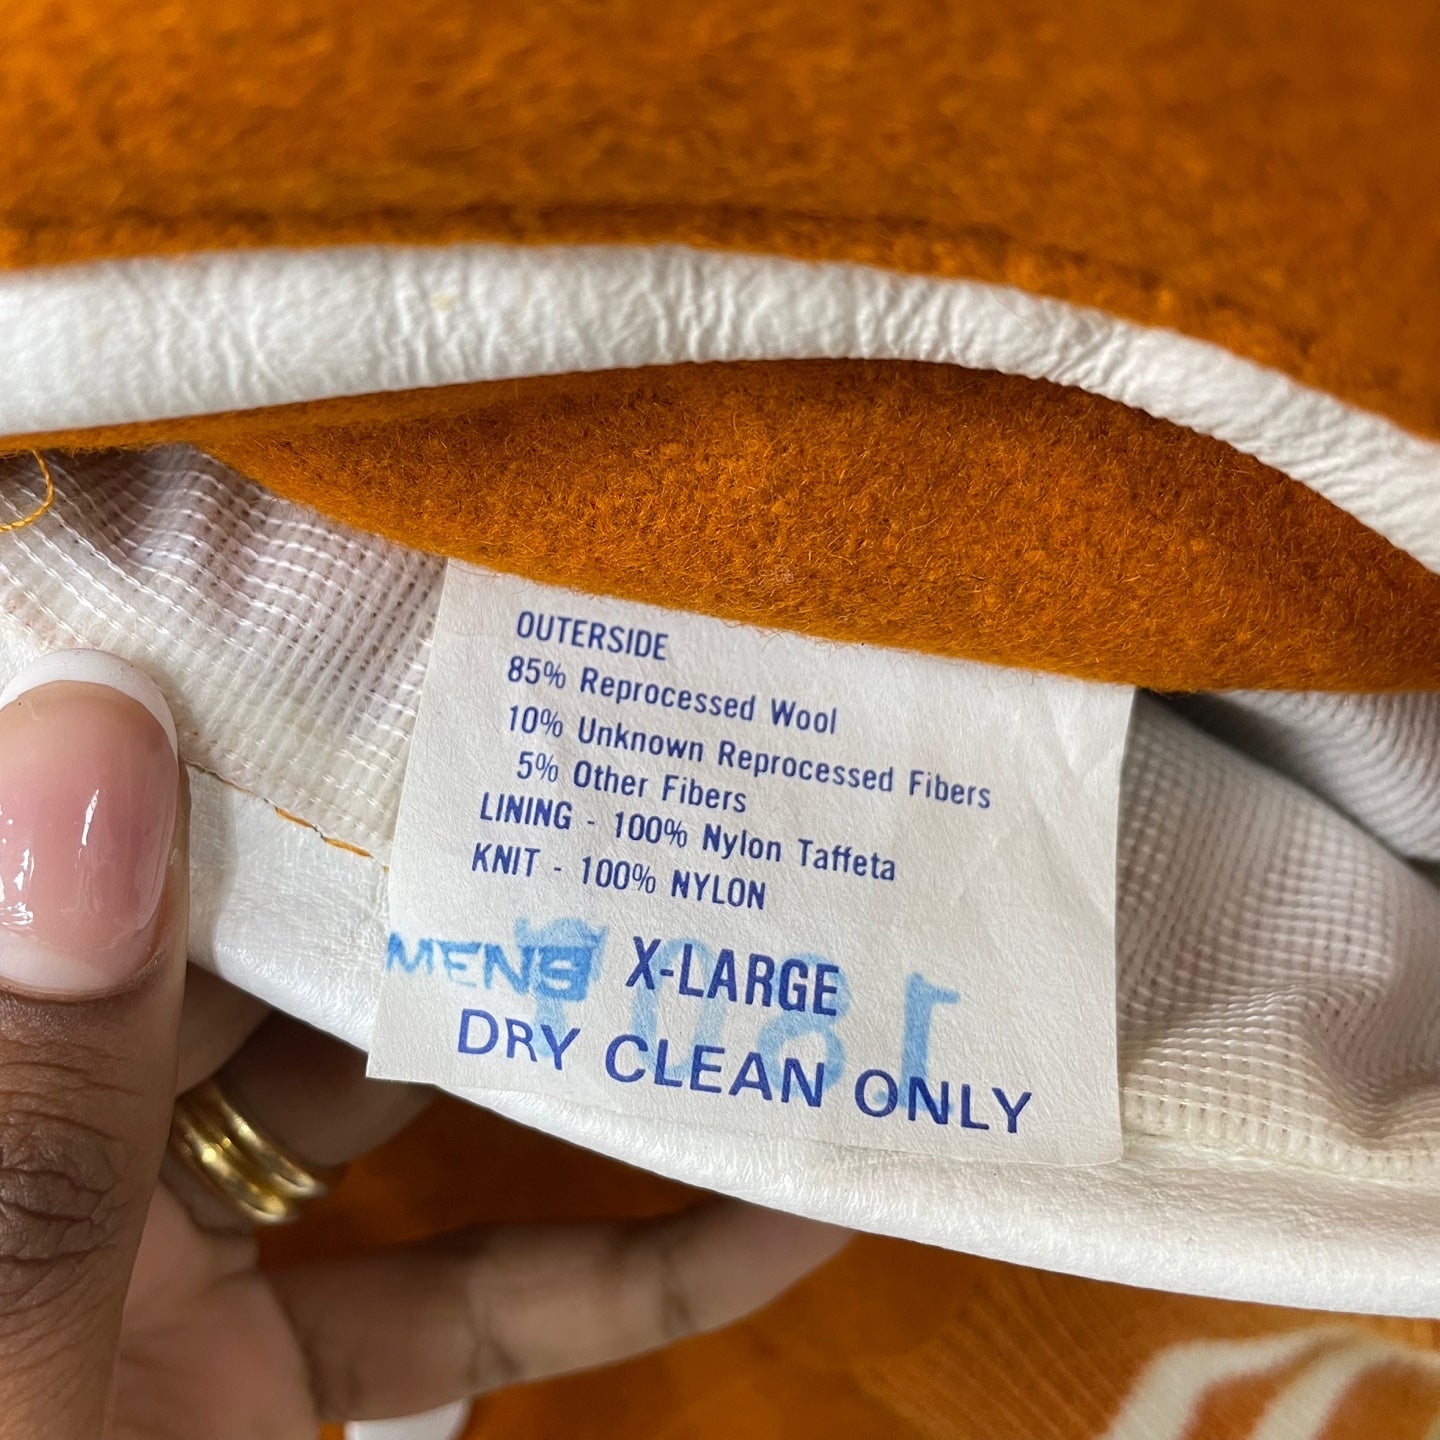 OUTERSIDE
85% Reprocessed Wool
10% Unknown Reprocessed Fibers
5% Other Fibers
LINING - 100% Nylon Taffeta
KNIT - 100% NYLON
MENS X-LARGE
DRY CLEAN ONLY